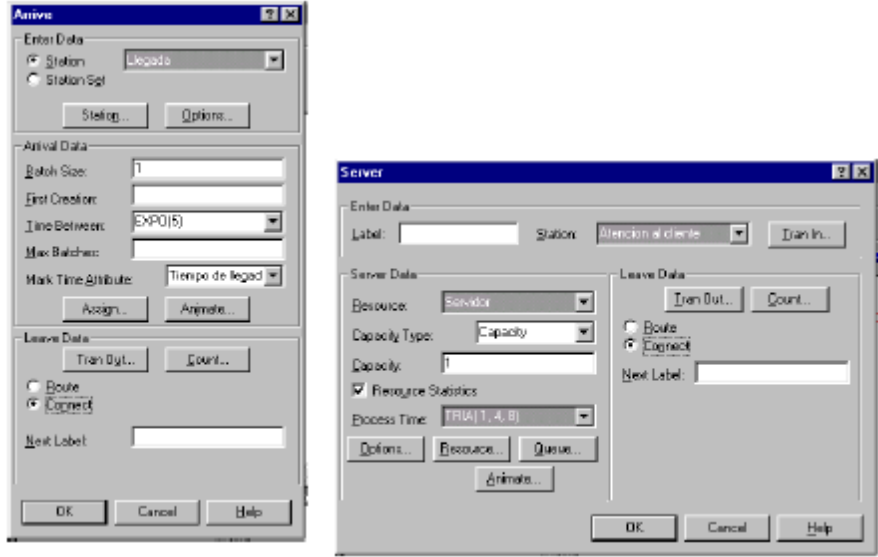 Arrive
Enter Data
Station
Llegada
Station Set
Station...
Options...
Arrival Data
Batch Size:
1
First Creation:
Time Between:
EXPO(5)
Max Batches:
Mark Time Attribute:
Tiempo de llegad
Assign...
Animate...
Leave Data
Tran Out...
Count...
Route
Connect
Next Label:
OK
Cancel
Help
Server
Enter Data
Label:
Station:
Atencion al cliente
Tran In...
Server Data
Resource:
Servidor
Capacity Type:
Capacity
Capacity:
1
Resource Statistics
Process Time:
TRIA( 1, 4, 8)
Options...
Resource...
Queue...
Animate...
Leave Data
Tran Out...
Count...
Route
Connect
Next Label:
OK
Cancel
Help